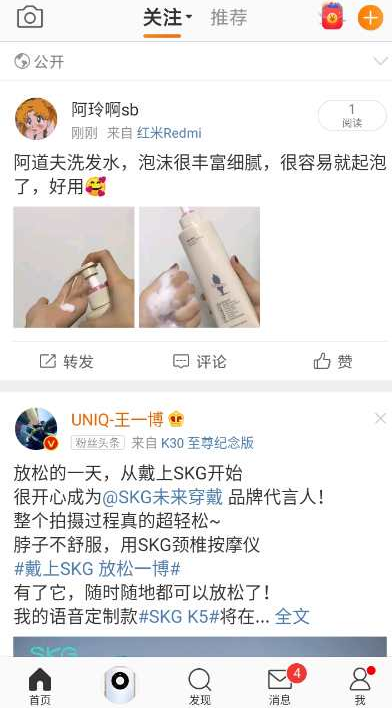 关注 推荐
公开
阿玲啊sb
刚刚 来自 红米Redmi
1
阅读
阿道夫洗发水，泡沫很丰富细腻，很容易就起泡
了，好用🥰
转发 评论 赞
UNIQ-王一博
粉丝头条 来自 K30 至尊纪念版
放松的一天，从戴上SKG开始
很开心成为@SKG未来穿戴 品牌代言人！
整个拍摄过程真的超轻松~
脖子不舒服，用SKG颈椎按摩仪
#戴上SKG 放松一博#
有了它，随时随地都可以放松了！
我的语音定制款#SKG K5#将在... 全文
SKG
4
首页 发现 消息 我